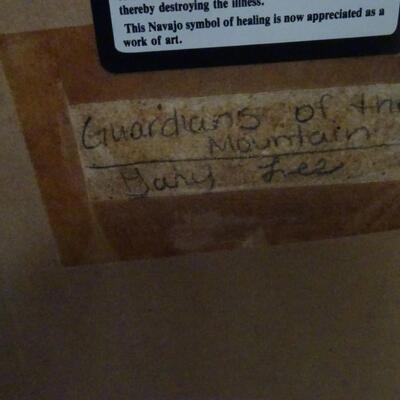 thereby destroying the illness.
This Navajo symbol of healing is now appreciated as a
work of art.
Guardians of the
Mountain
Gary Lee